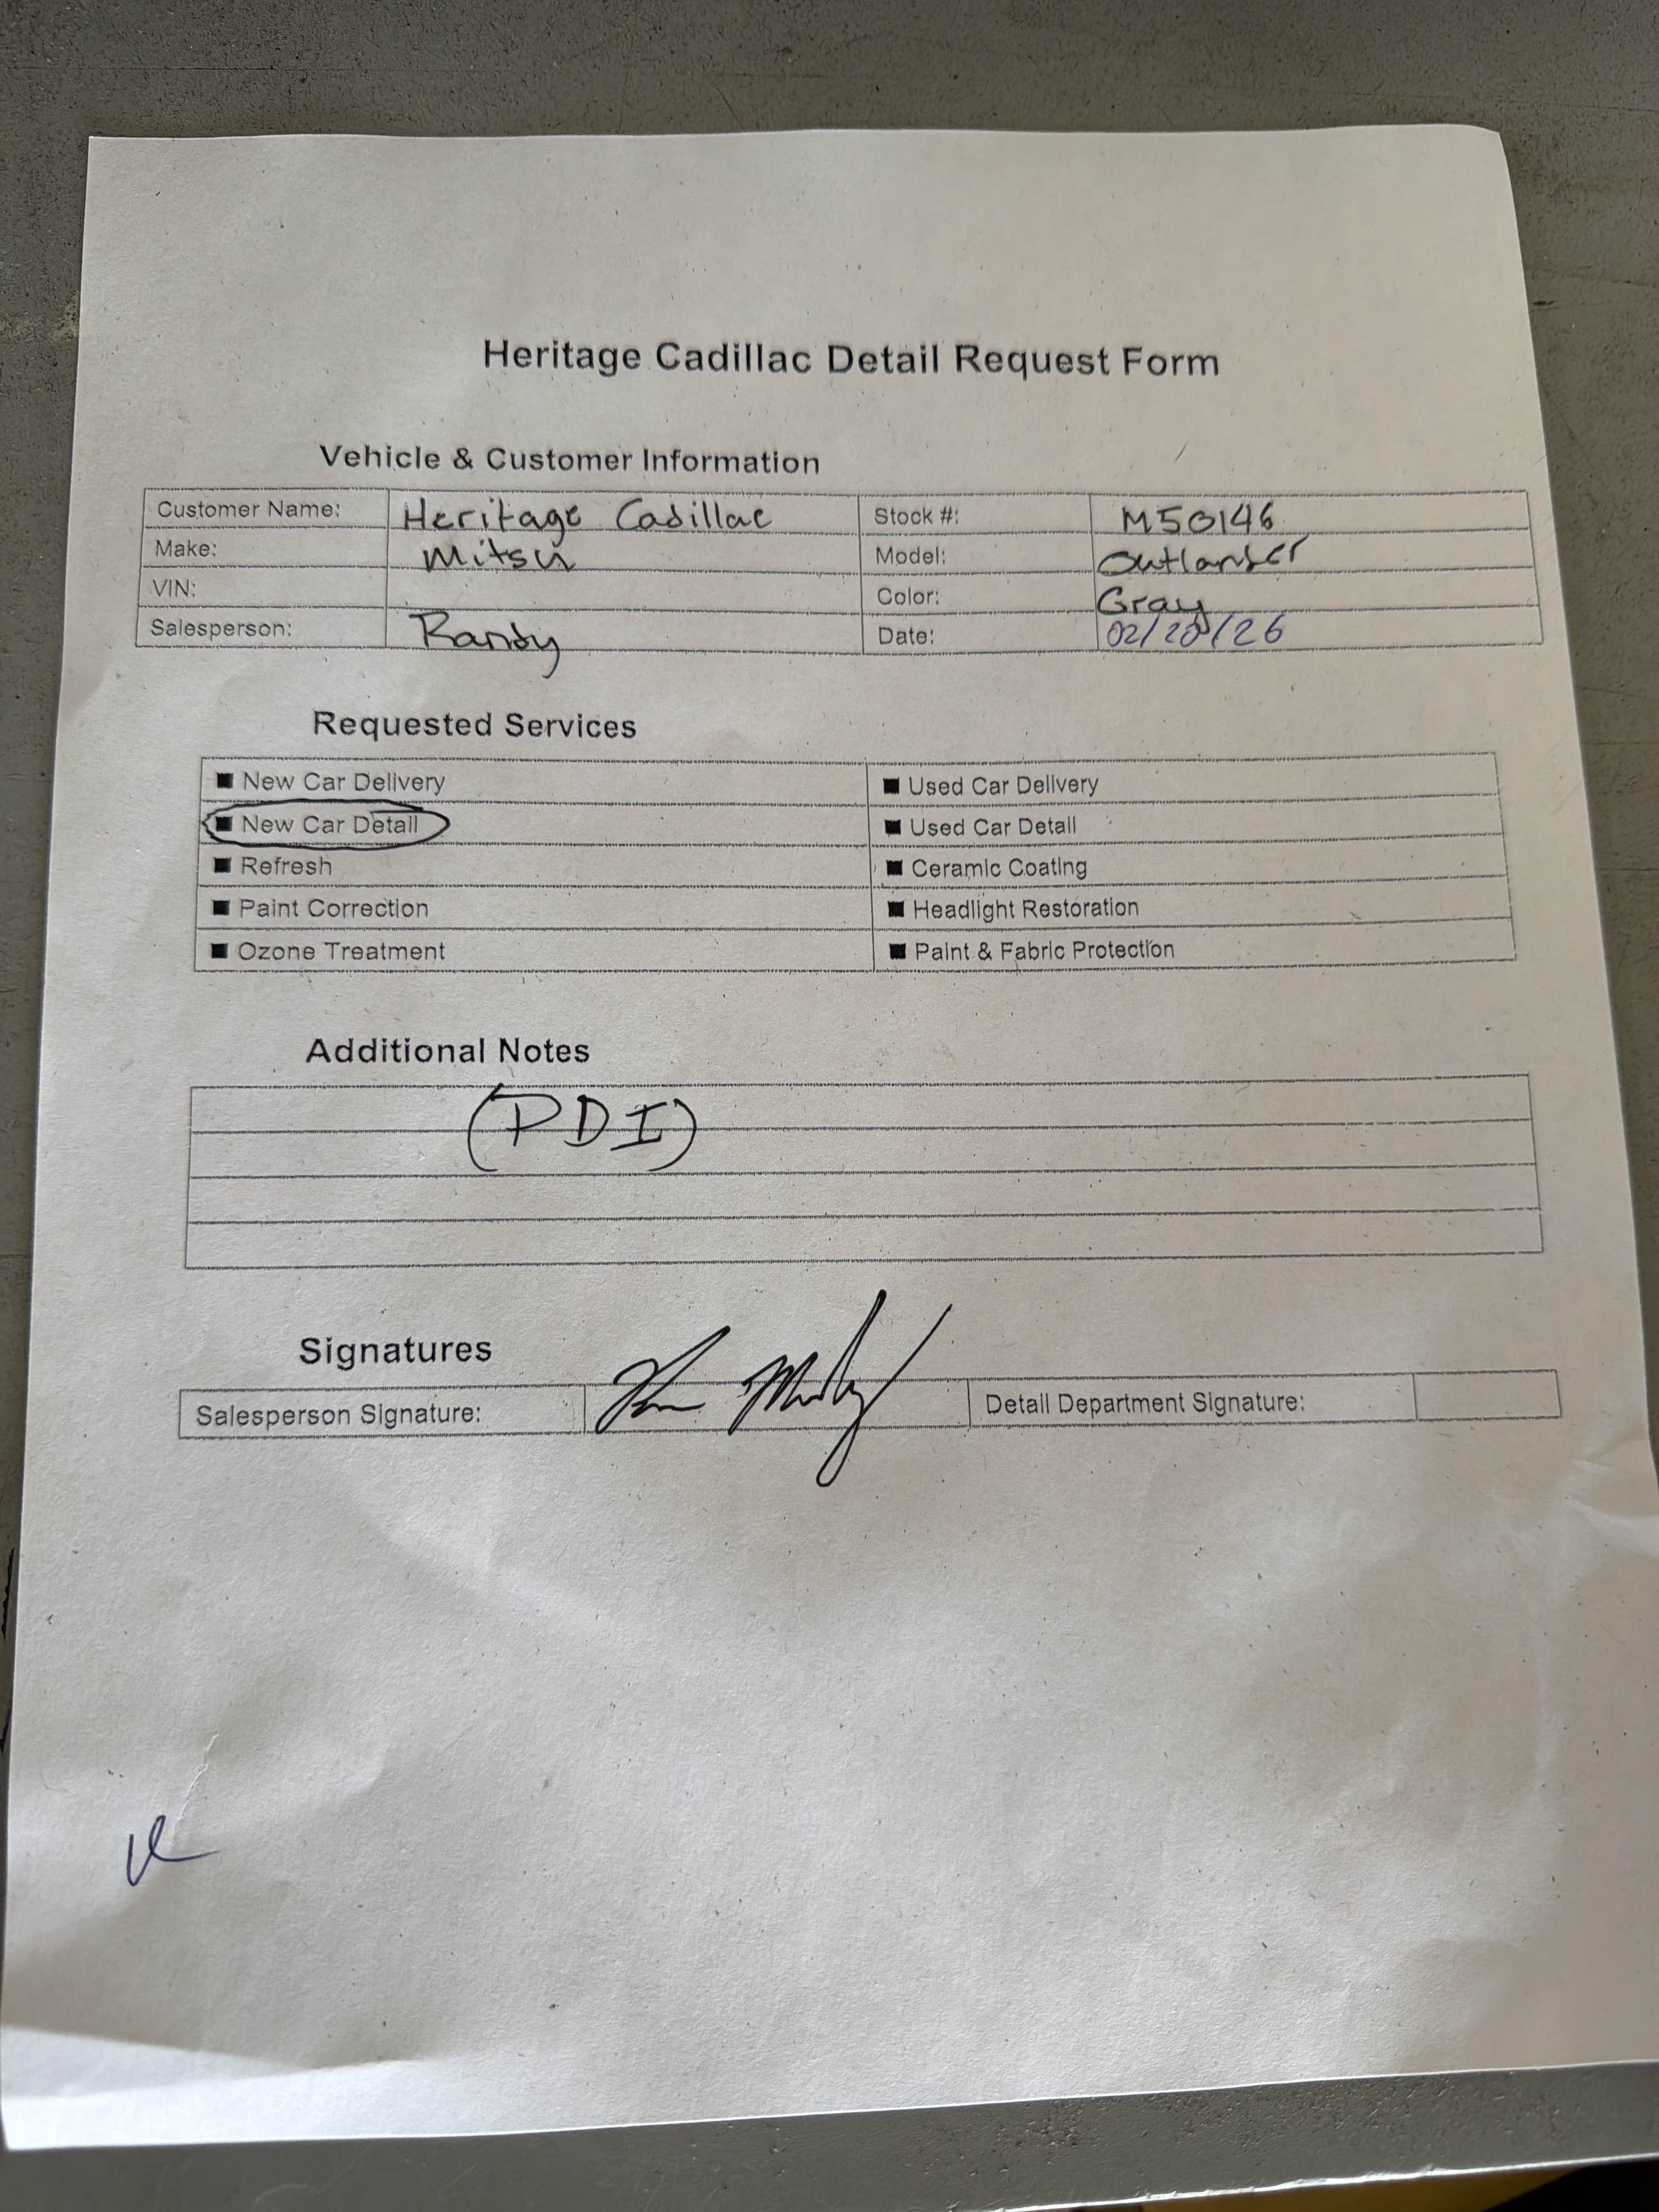 Heritage Cadillac Detail Request Form
Vehicle & Customer Information
Customer Name: Heritage Cadillac Stock #: M50146
Make: Mitsu Model: Outlander
VIN: Color: Gray
Salesperson: Randy Date: 02/20/26
Requested Services
■ New Car Delivery ■ Used Car Delivery
■ New Car Detail ■ Used Car Detail
■ Refresh ■ Ceramic Coating
■ Paint Correction ■ Headlight Restoration
■ Ozone Treatment ■ Paint & Fabric Protection
Additional Notes
(PDI)
Signatures
Salesperson Signature: Detail Department Signature: